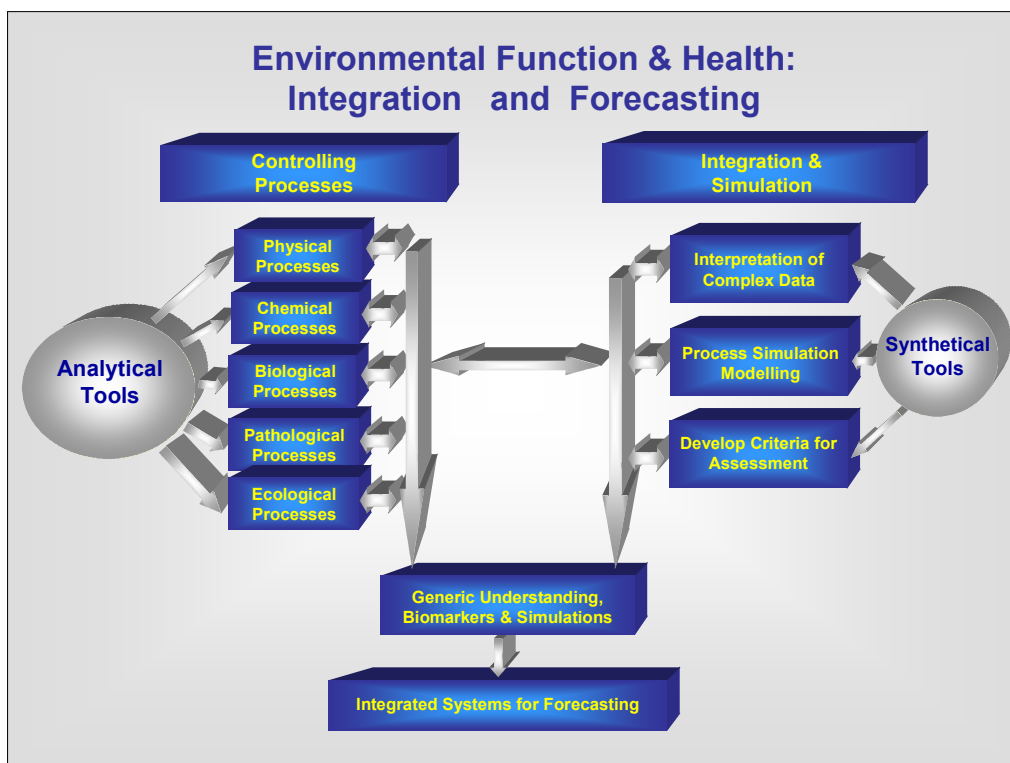 Environmental Function & Health:
Integration and Forecasting
Controlling
Processes
Integration &
Simulation
Physical
Processes
Chemical
Processes
Biological
Processes
Pathological
Processes
Ecological
Processes
Analytical
Tools
Interpretation of
Complex Data
Process Simulation
Modelling
Develop Criteria for
Assessment
Synthetical
Tools
Generic Understanding,
Biomarkers & Simulations
Integrated Systems for Forecasting